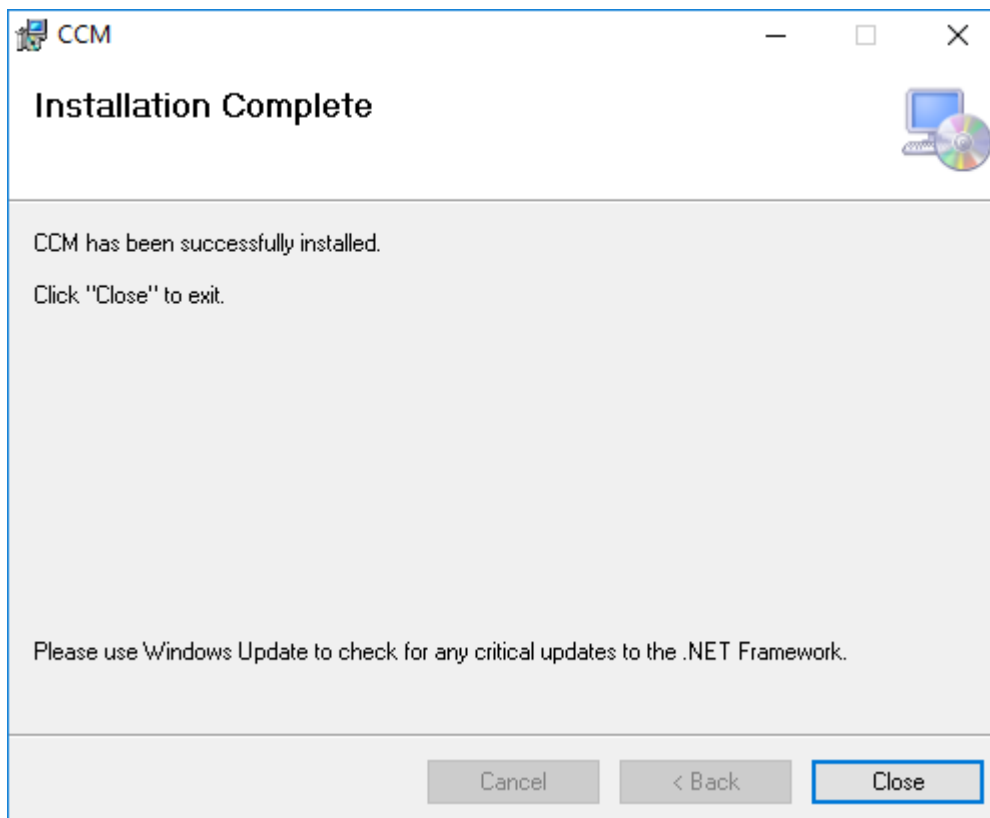 CCM
Installation Complete
CCM has been successfully installed.
Click "Close" to exit.
Please use Windows Update to check for any critical updates to the .NET Framework.
Cancel
< Back
Close